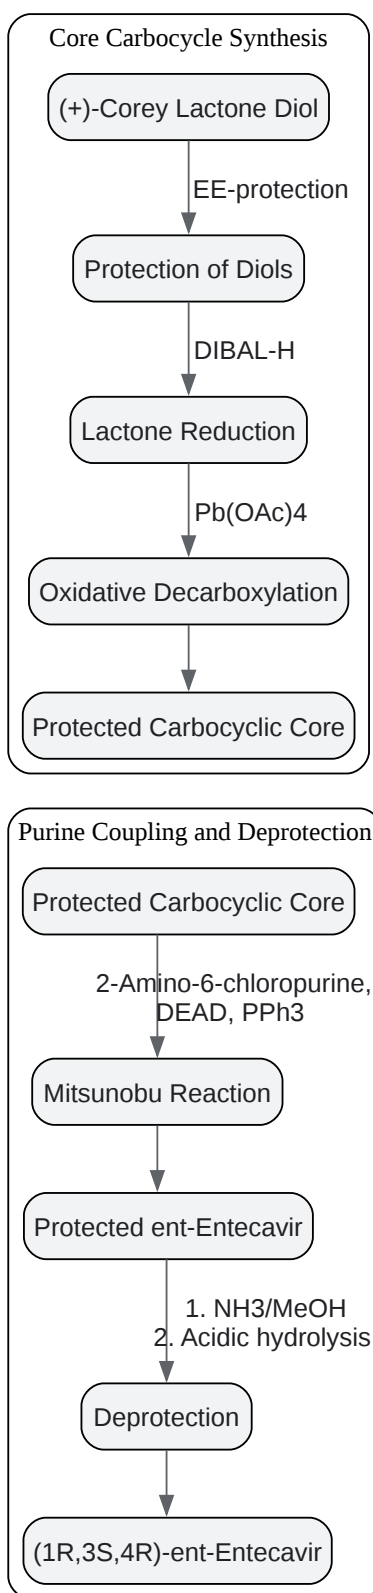 Core Carbocycle Synthesis
(+)-Corey Lactone Diol
EE-protection
Protection of Diols
DIBAL-H
Lactone Reduction
Pb(OAc)4
Oxidative Decarboxylation
Protected Carbocyclic Core
Purine Coupling and Deprotection
Protected Carbocyclic Core
2-Amino-6-chloropurine,
DEAD, PPh3
Mitsunobu Reaction
Protected ent-Entecavir
1. NH3/MeOH
2. Acidic hydrolysis
Deprotection
(1R,3S,4R)-ent-Entecavir